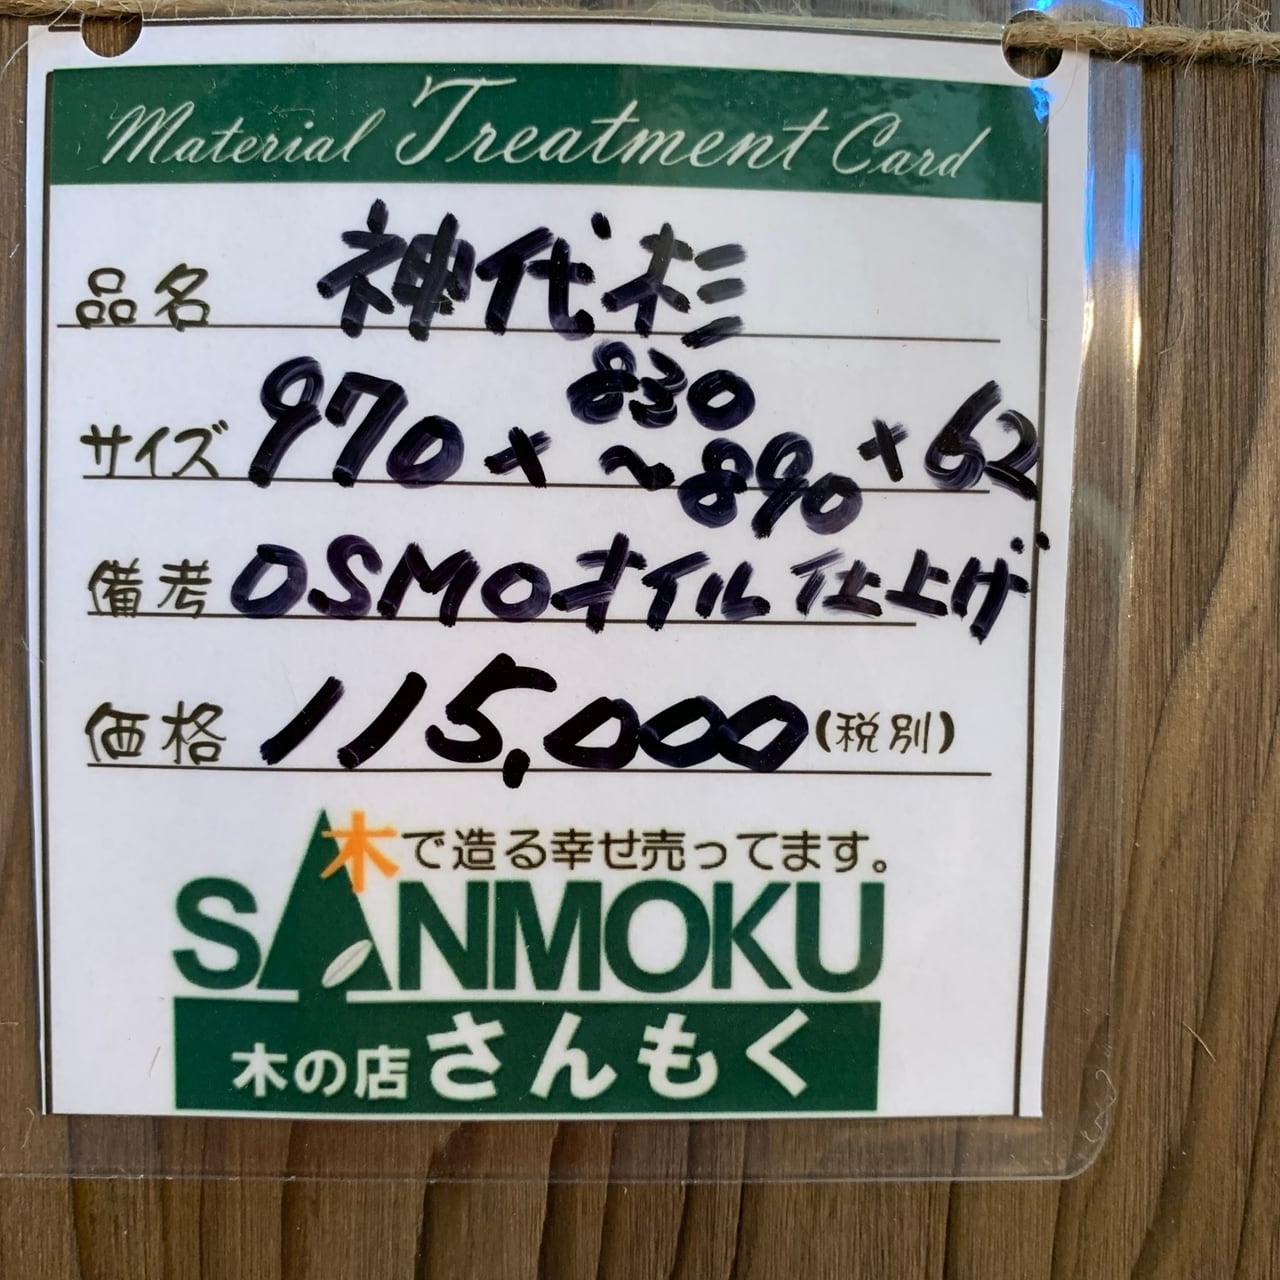 Material Treatment Card
品名 神代杉
サイズ 970 × 830 ~890 × 62
備考 OSMOオイル仕上げ
価格 115,000 (税別)
木で造る幸せ売ってます。
SANMOKU
木の店 さんもく